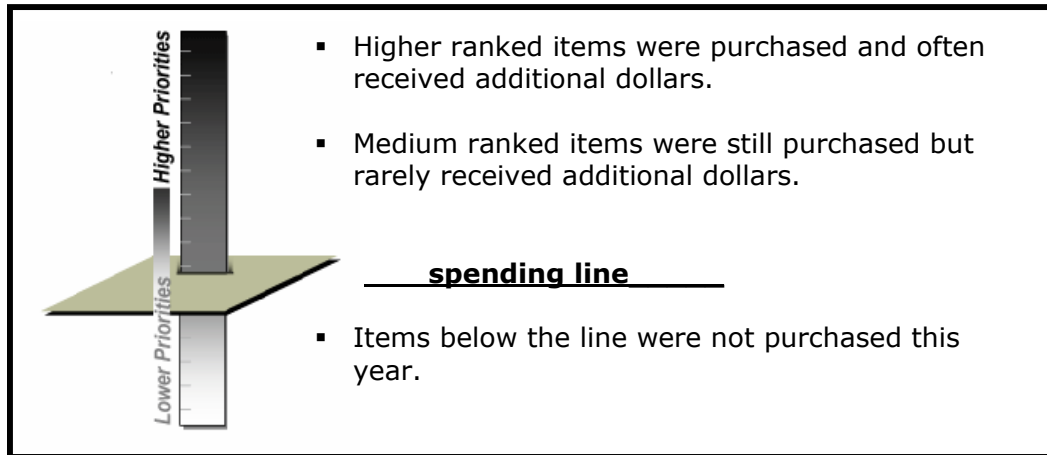 Higher Priorities
Lower Priorities
▪ Higher ranked items were purchased and often
received additional dollars.
▪ Medium ranked items were still purchased but
rarely received additional dollars.
spending line
▪ Items below the line were not purchased this
year.